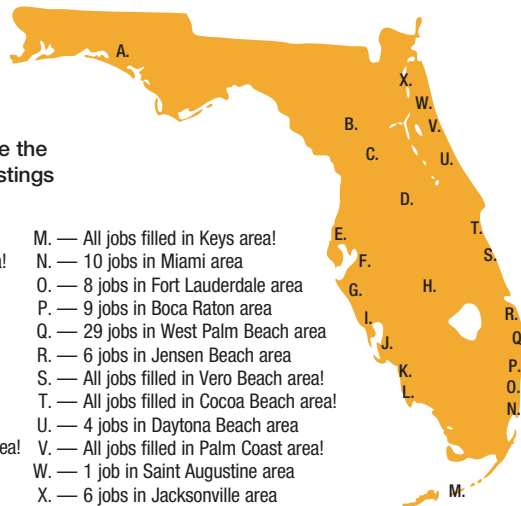 A.
X.
W.
B.
V.
C.
U.
D.
E.
T.
F.
S.
G.
H.
I.
R.
J.
Q
K.
P.
L.
O.
N.
M.
e the
stings
M. — All jobs filled in Keys area!
a! N. — 10 jobs in Miami area
O. — 8 jobs in Fort Lauderdale area
P. — 9 jobs in Boca Raton area
Q. — 29 jobs in West Palm Beach area
R. — 6 jobs in Jensen Beach area
S. — All jobs filled in Vero Beach area!
T. — All jobs filled in Cocoa Beach area!
U. — 4 jobs in Daytona Beach area
ea! V. — All jobs filled in Palm Coast area!
W. — 1 job in Saint Augustine area
X. — 6 jobs in Jacksonville area